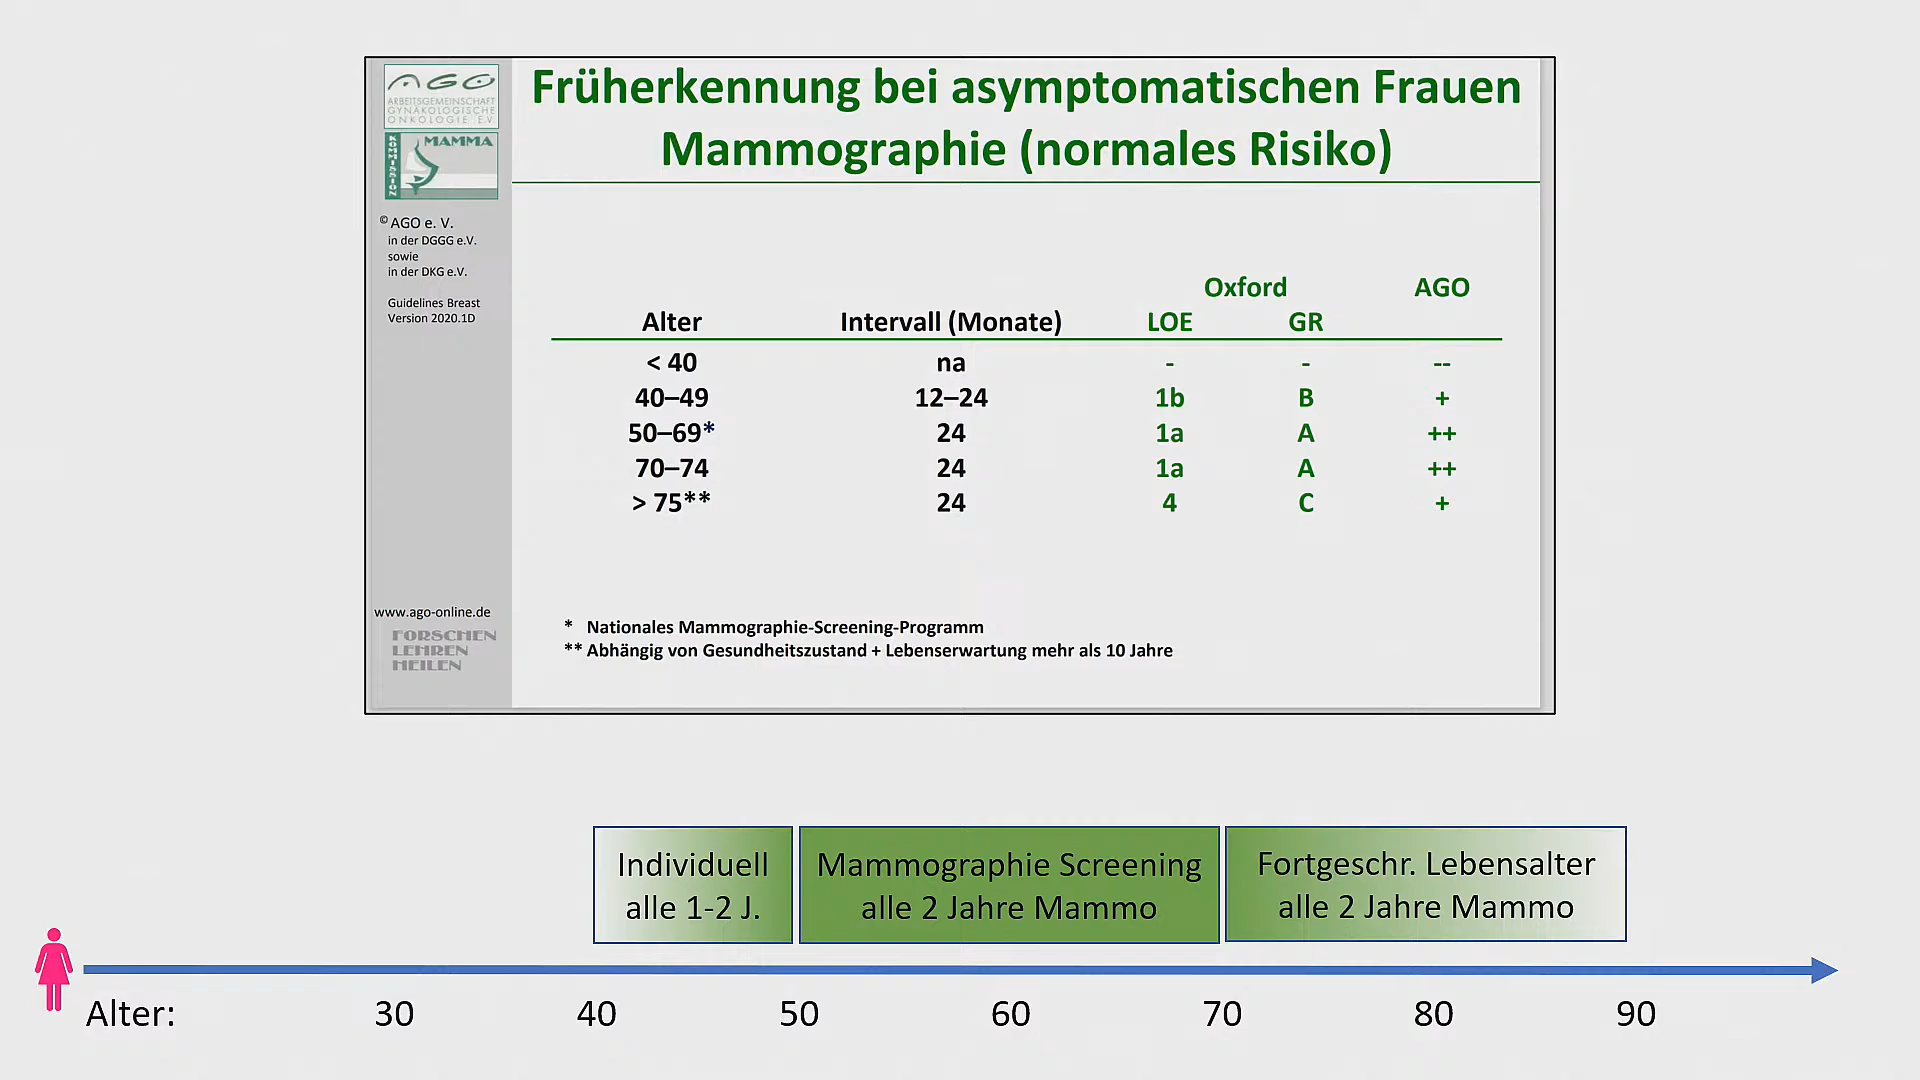 AGO
ARBEITSGEMEINSCHAFT
GYNÄKOLOGISCHE
ONKOLOGIE E.V.
KOMMISSION
MAMMA
© AGO e. V.
in der DGGG e.V.
sowie
in der DKG e.V.
Guidelines Breast
Version 2020.1D
www.ago-online.de
FORSCHEN
LEHREN
HEILEN
Früherkennung bei asymptomatischen Frauen
Mammographie (normales Risiko)
Oxford AGO
Alter Intervall (Monate) LOE GR
< 40 na - - --
40–49 12–24 1b B +
50–69* 24 1a A ++
70–74 24 1a A ++
> 75** 24 4 C +
* Nationales Mammographie-Screening-Programm
** Abhängig von Gesundheitszustand + Lebenserwartung mehr als 10 Jahre
Individuell
alle 1-2 J.
Mammographie Screening
alle 2 Jahre Mammo
Fortgeschr. Lebensalter
alle 2 Jahre Mammo
Alter: 30 40 50 60 70 80 90